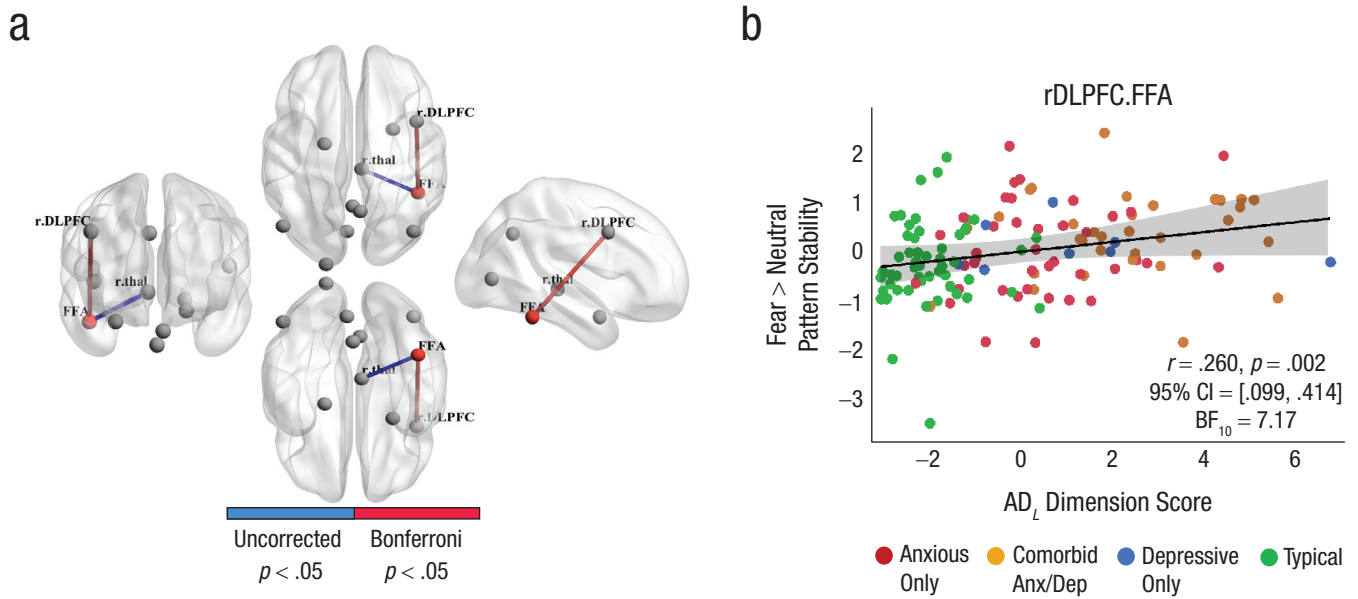 a
r.DLPFC
r.thal
FFA
r.DLPFC
r.thal
FFA
r.DLPFC
r.thal
FFA
FFA
r.thal
r.DLPFC
Uncorrected Bonferroni
p < .05 p < .05
b
rDLPFC.FFA
Fear > Neutral
Pattern Stability
2
1
0
−1
−2
−3
r = .260, p = .002
95% CI = [.099, .414]
BF10 = 7.17
−2 0 2 4 6
ADL Dimension Score
Anxious Only
Comorbid Anx/Dep
Depressive Only
Typical